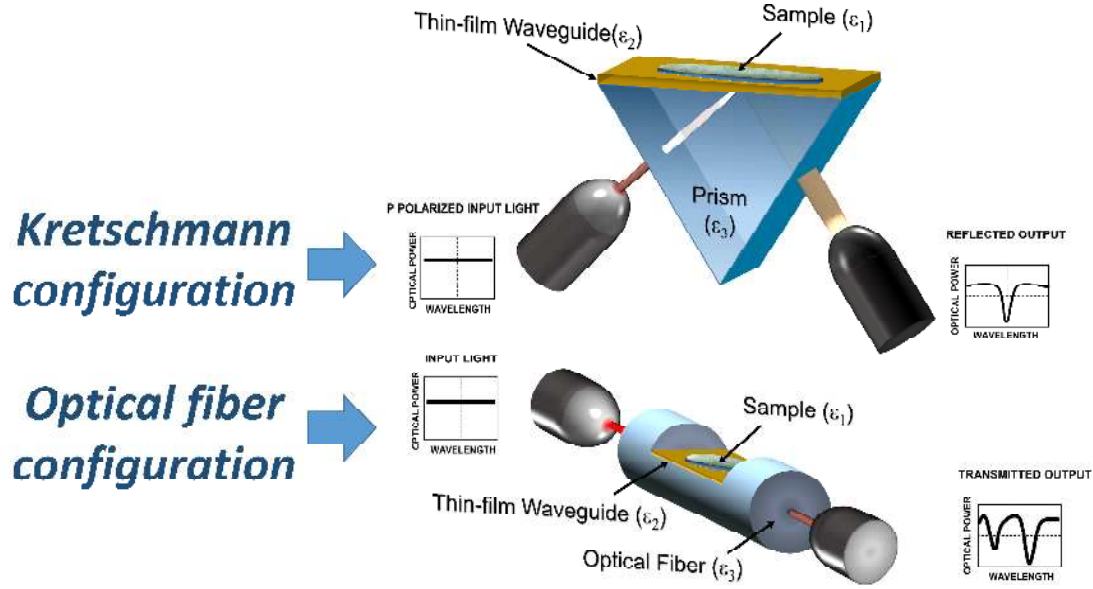 Sample (ε₁)
Thin-film Waveguide(ε₂)
Prism
(ε₃)
Kretschmann
configuration
P POLARIZED INPUT LIGHT
OPTICAL POWER
WAVELENGTH
REFLECTED OUTPUT
OPTICAL POWER
WAVELENGTH
Optical fiber
configuration
INPUT LIGHT
OPTICAL POWER
WAVELENGTH
Sample (ε₁)
Thin-film Waveguide (ε₂)
Optical Fiber (ε₃)
TRANSMITTED OUTPUT
OPTICAL POWER
WAVELENGTH